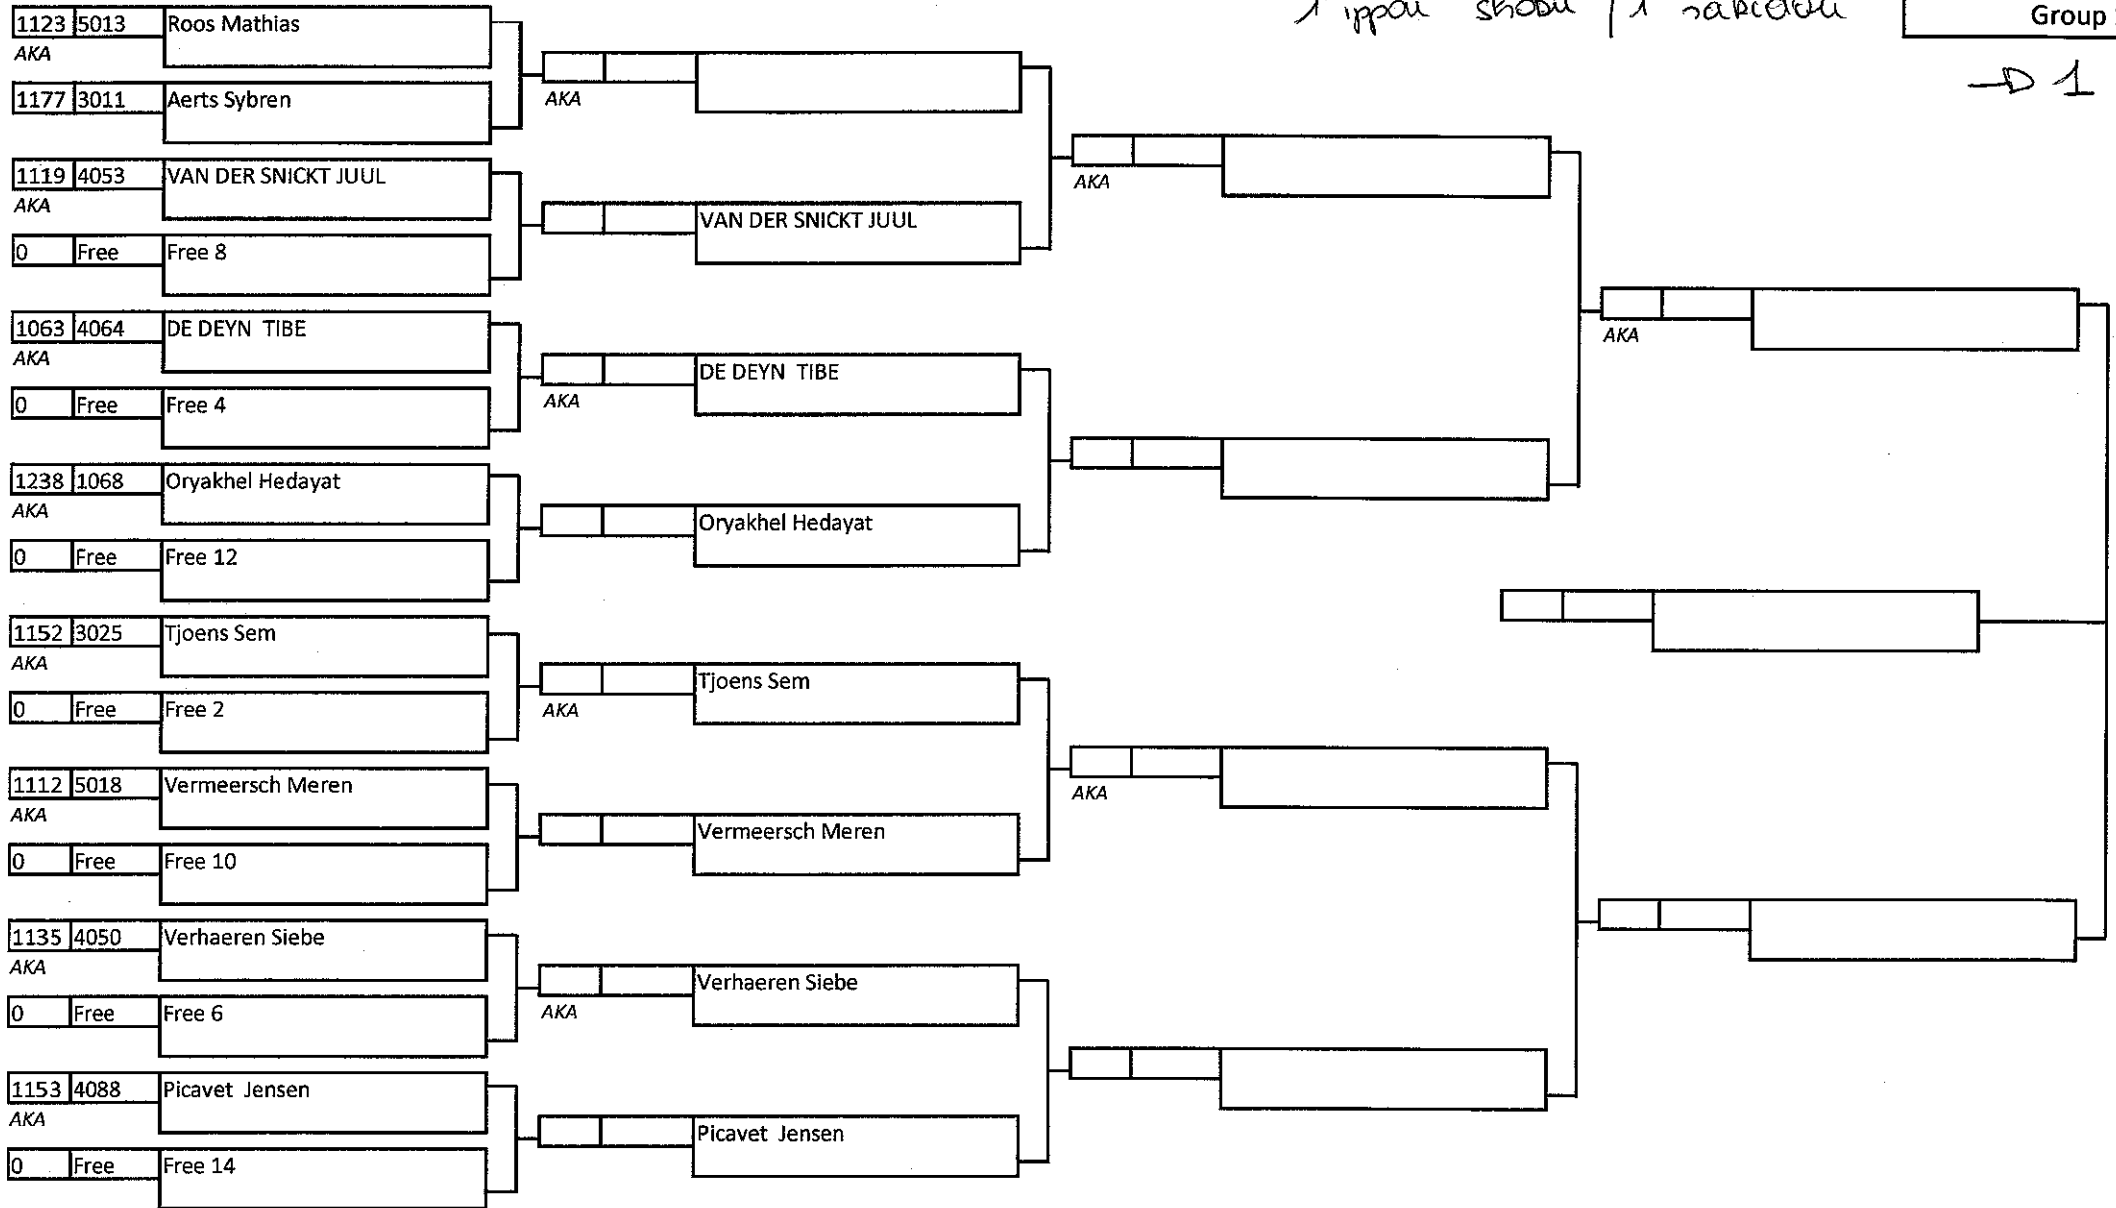 1 ippon shobu / 1
Group
1
1123 5013 Roos Mathias
AKA
1177 3011 Aerts Sybren
1119 4053 VAN DER SNICKT JUUL
AKA
0 Free Free 8
1063 4064 DE DEYN TIBE
AKA
0 Free Free 4
1238 1068 Oryakhel Hedayat
AKA
0 Free Free 12
1152 3025 Tjoens Sem
AKA
0 Free Free 2
1112 5018 Vermeersch Meren
AKA
0 Free Free 10
1135 4050 Verhaeren Siebe
AKA
0 Free Free 6
1153 4088 Picavet Jensen
AKA
0 Free Free 14
AKA
VAN DER SNICKT JUUL
DE DEYN TIBE
AKA
Oryakhel Hedayat
Tjoens Sem
AKA
Vermeersch Meren
Verhaeren Siebe
AKA
Picavet Jensen
AKA
AKA
AKA